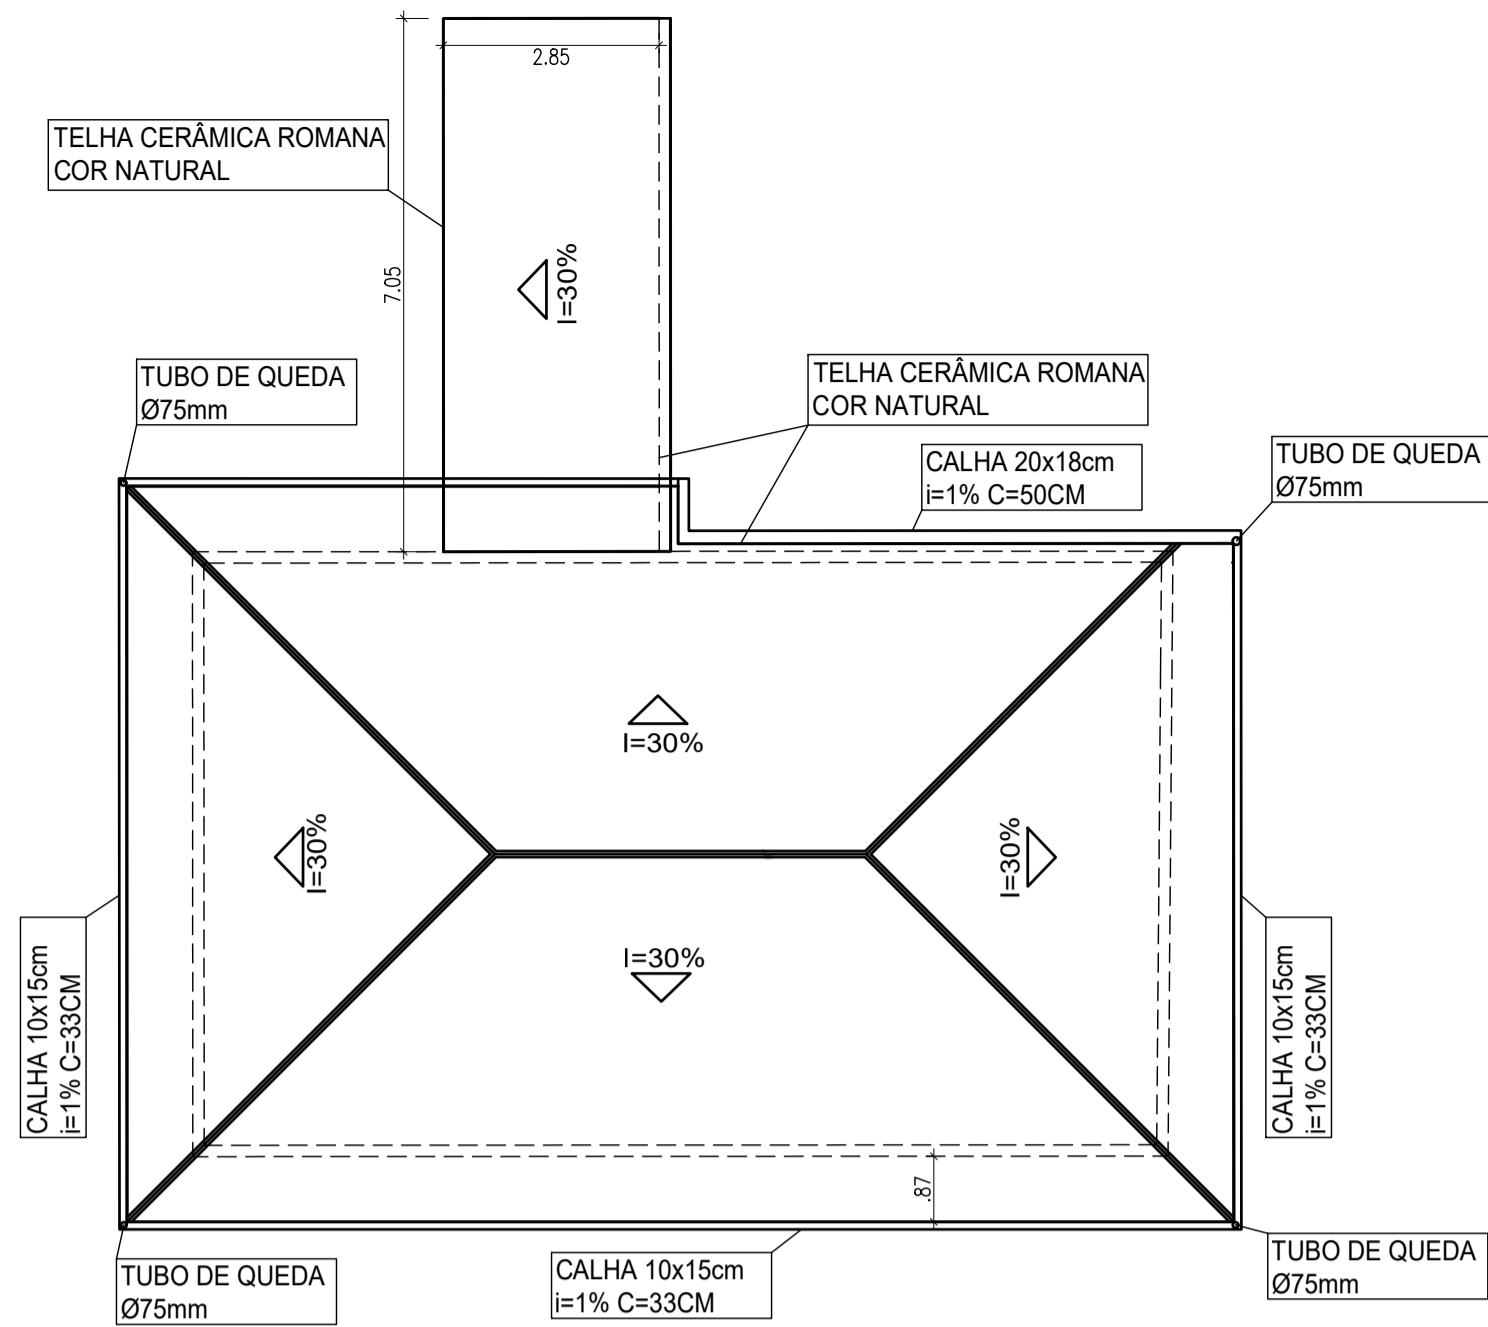 2.85
TELHA CERÂMICA ROMANA
COR NATURAL
7.05
I=30%
TUBO DE QUEDA
Ø75mm
TELHA CERÂMICA ROMANA
COR NATURAL
CALHA 20x18cm
i=1% C=50CM
TUBO DE QUEDA
Ø75mm
I=30%
I=30%
I=30%
I=30%
CALHA 10x15cm
i=1% C=33CM
CALHA 10x15cm
i=1% C=33CM
.87
TUBO DE QUEDA
Ø75mm
CALHA 10x15cm
i=1% C=33CM
TUBO DE QUEDA
Ø75mm